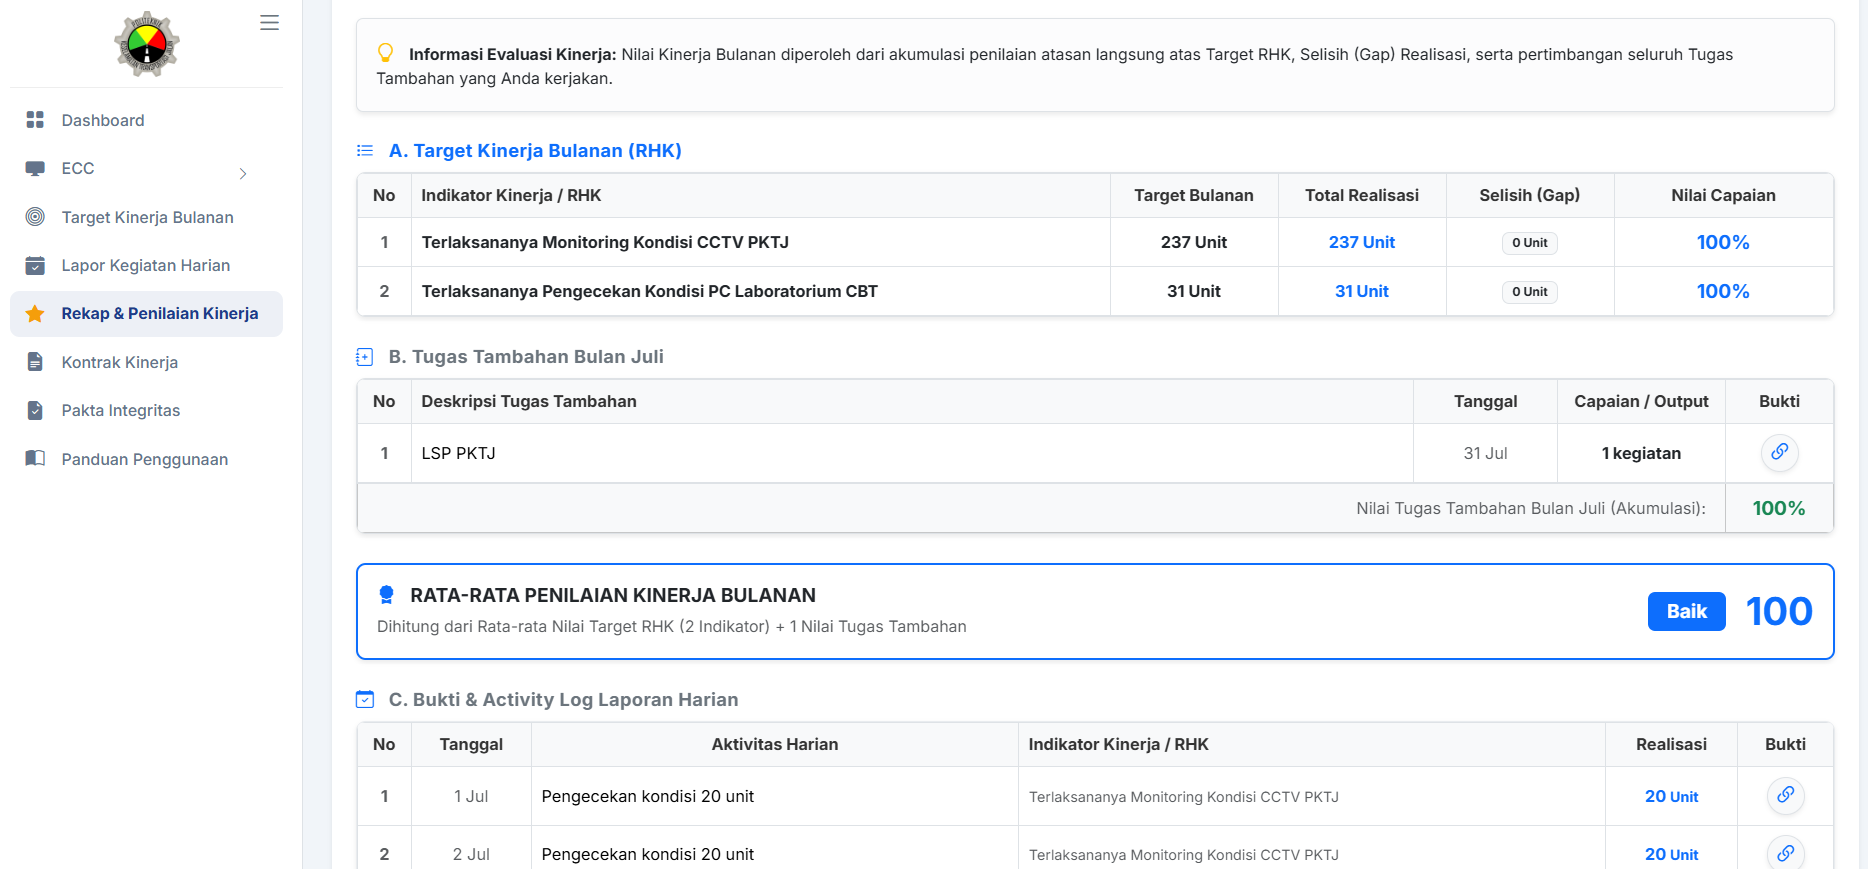 Dashboard
ECC
Target Kinerja Bulanan
Lapor Kegiatan Harian
Rekap & Penilaian Kinerja
Kontrak Kinerja
Pakta Integritas
Panduan Penggunaan
Informasi Evaluasi Kinerja: Nilai Kinerja Bulanan diperoleh dari akumulasi penilaian atasan langsung atas Target RHK, Selisih (Gap) Realisasi, serta pertimbangan seluruh Tugas
Tambahan yang Anda kerjakan.
A. Target Kinerja Bulanan (RHK)
No Indikator Kinerja / RHK Target Bulanan Total Realisasi Selisih (Gap) Nilai Capaian
1 Terlaksananya Monitoring Kondisi CCTV PKTJ 237 Unit 237 Unit 0 Unit 100%
2 Terlaksananya Pengecekan Kondisi PC Laboratorium CBT 31 Unit 31 Unit 0 Unit 100%
B. Tugas Tambahan Bulan Juli
No Deskripsi Tugas Tambahan Tanggal Capaian / Output Bukti
1 LSP PKTJ 31 Jul 1 kegiatan
Nilai Tugas Tambahan Bulan Juli (Akumulasi): 100%
RATA-RATA PENILAIAN KINERJA BULANAN
Dihitung dari Rata-rata Nilai Target RHK (2 Indikator) + 1 Nilai Tugas Tambahan
Baik 100
C. Bukti & Activity Log Laporan Harian
No Tanggal Aktivitas Harian Indikator Kinerja / RHK Realisasi Bukti
1 1 Jul Pengecekan kondisi 20 unit Terlaksananya Monitoring Kondisi CCTV PKTJ 20 Unit
2 2 Jul Pengecekan kondisi 20 unit Terlaksananya Monitoring Kondisi CCTV PKTJ 20 Unit